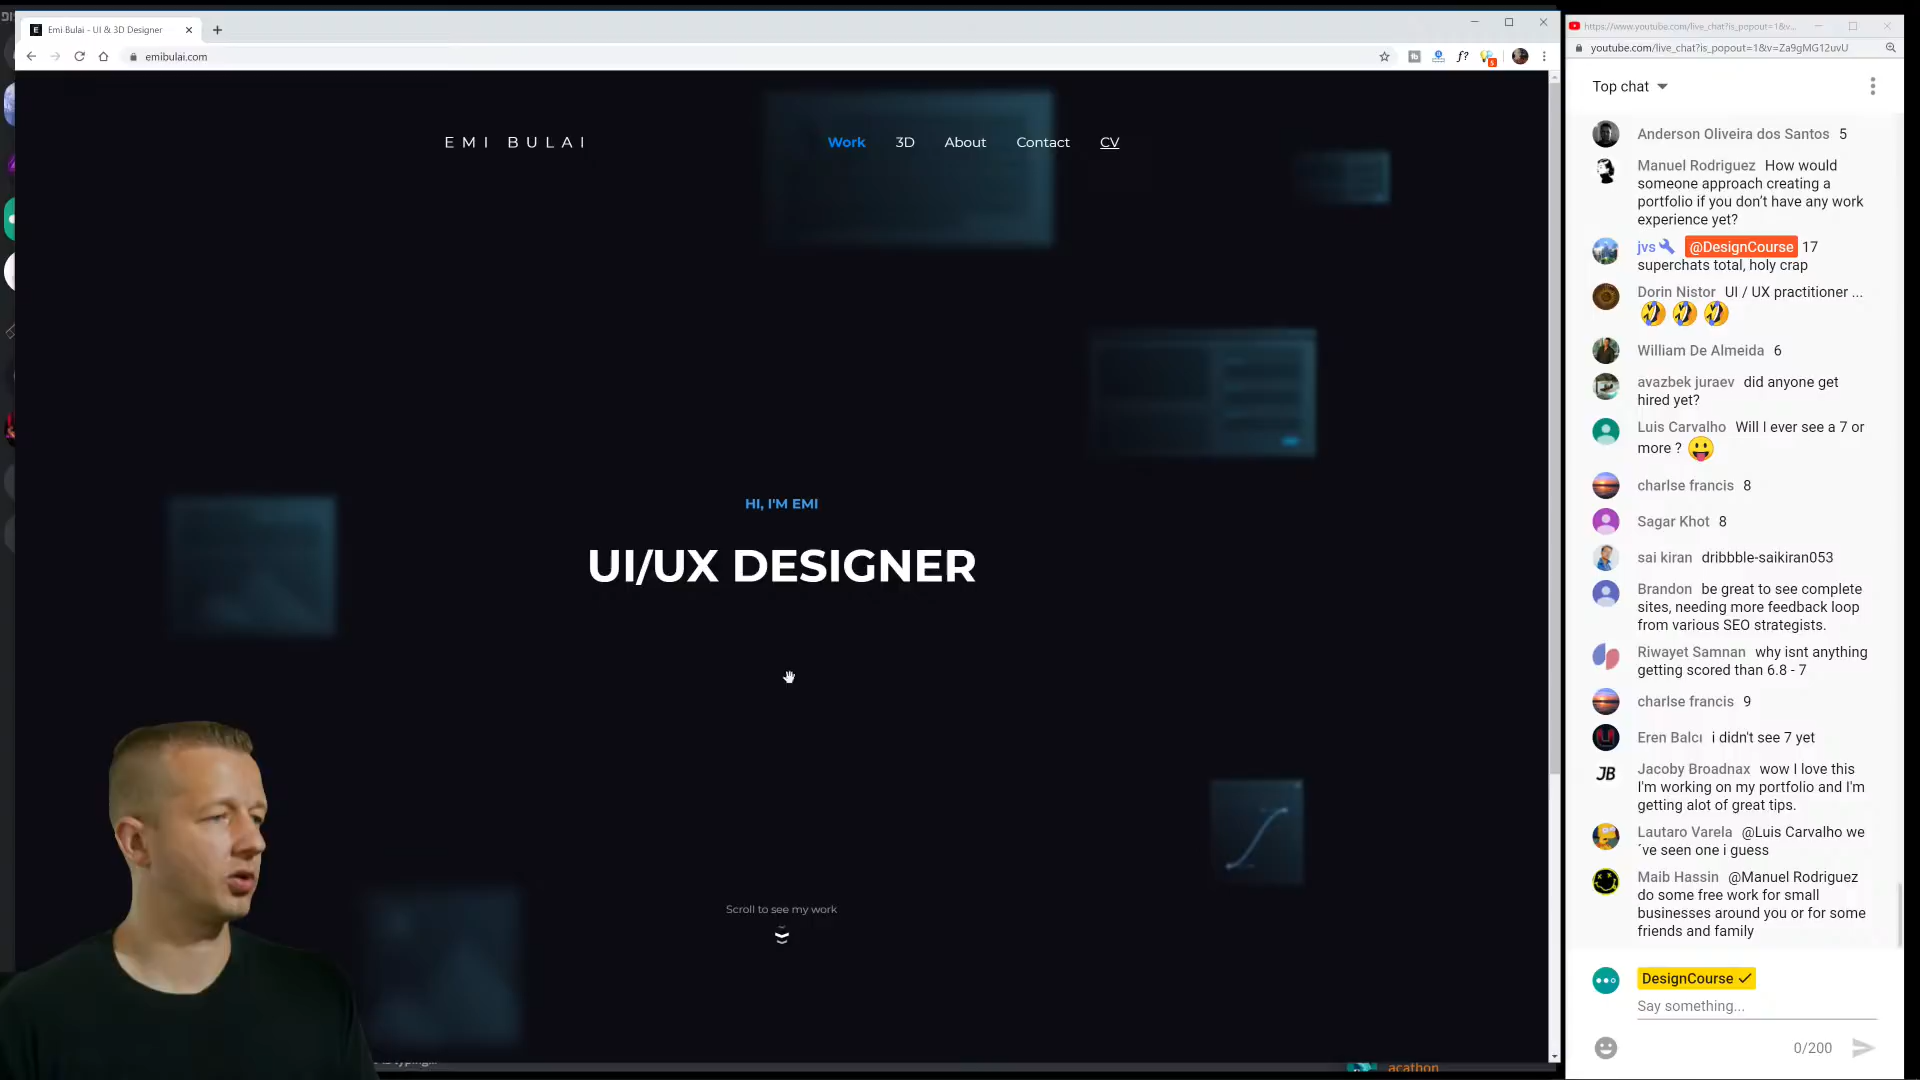 Emi Bulai - UI & 3D Designer
emibulai.com
EMI BULAI
Work
3D
About
Contact
CV
HI, I'M EMI
UI/UX DESIGNER
Scroll to see my work
acathon
https://www.youtube.com/live_chat?is_popout=1&v...
youtube.com/live_chat?is_popout=1&v=Za9gMG12uvU
Top chat
Anderson Oliveira dos Santos 5
Manuel Rodriguez How would
someone approach creating a
portfolio if you don't have any work
experience yet?
jvs @DesignCourse 17
superchats total, holy crap
Dorin Nistor UI / UX practitioner ...
William De Almeida 6
avazbek juraev did anyone get
hired yet?
Luis Carvalho Will I ever see a 7 or
more ?
charlse francis 8
Sagar Khot 8
sai kiran dribbble-saikiran053
Brandon be great to see complete
sites, needing more feedback loop
from various SEO strategists.
Riwayet Samnan why isnt anything
getting scored than 6.8 - 7
charlse francis 9
Eren Balcı i didn't see 7 yet
JB
Jacoby Broadnax wow I love this
I'm working on my portfolio and I'm
getting alot of great tips.
Lautaro Varela @Luis Carvalho we
´ve seen one i guess
Maib Hassin @Manuel Rodriguez
do some free work for small
businesses around you or for some
friends and family
DesignCourse
Say something...
0/200